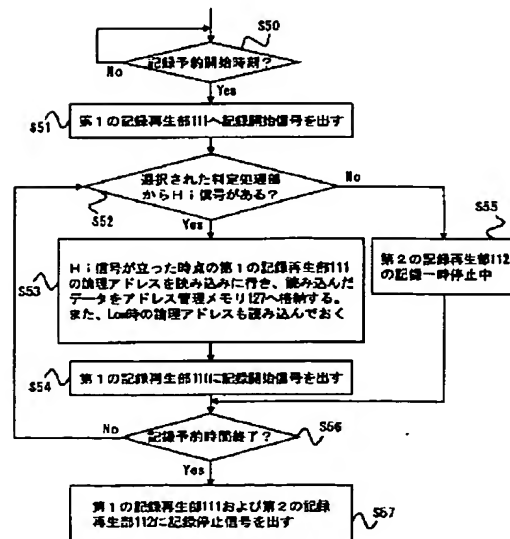 S50
記録予約開始時刻？
No
Yes
S51
第１の記録再生部111へ記録開始信号を出す
選択された判定処理部
からＨｉ信号がある？
No
S52
Yes
S55
S53
Ｈｉ信号が立った時点の第１の記録再生部111
の論理アドレスを読み込みに行き、読み込んだ
データをアドレス管理メモリ127へ格納する。
また、Low時の論理アドレスも読み込んでおく
第２の記録再生部112
の記録一時停止中
S54
第１の記録再生部111に記録開始信号を出す
No
記録予約時間終了？
S56
Yes
第１の記録再生部111および第２の記録
再生部112に記録停止信号を出す
S57